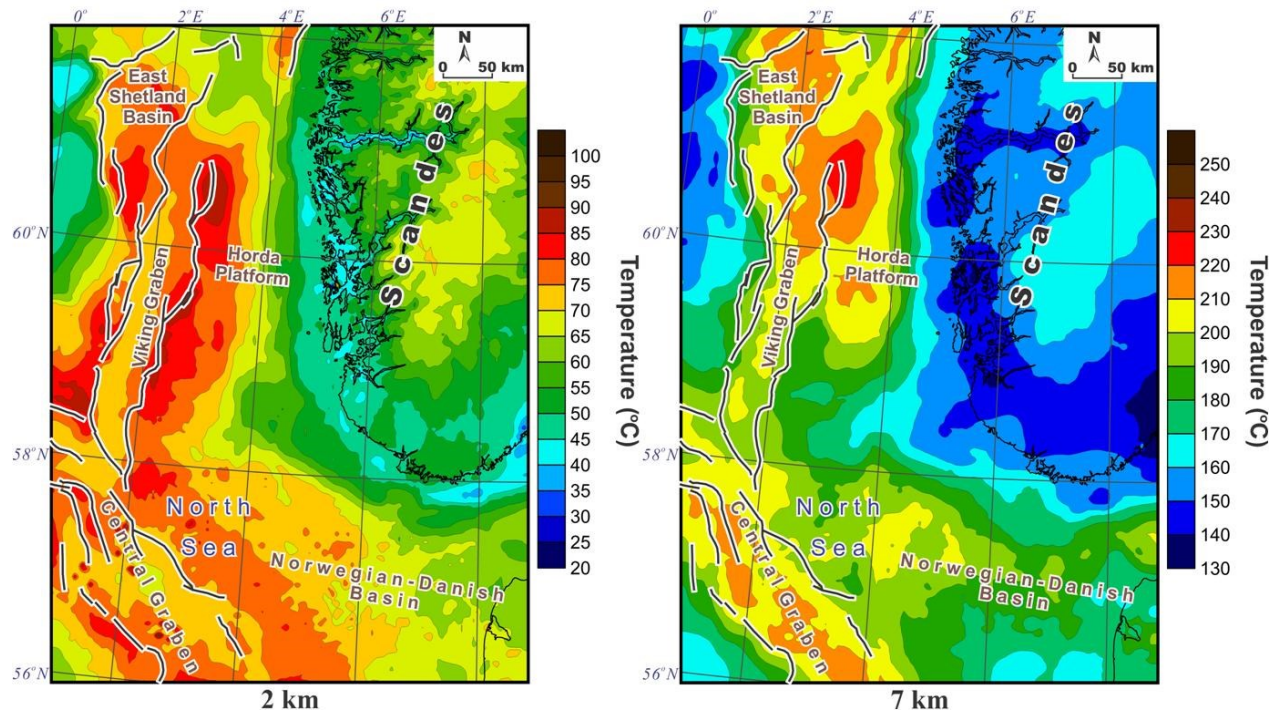 0° 2°E 4°E 6°E
N
0 50 km
East
Shetland
Basin
Scandes
60°N
Viking Graben
Horda
Platform
58°N
North
Sea
Central Graben
Norwegian-Danish
Basin
56°N
2 km
100
95
90
85
80
75
70
65
60
55
50
45
40
35
30
25
20
Temperature (°C)
0° 2°E 4°E 6°E
N
0 50 km
East
Shetland
Basin
Scandes
60°N
Viking Graben
Horda
Platform
58°N
North
Sea
Central Graben
Norwegian-Danish
Basin
56°N
7 km
250
240
230
220
210
200
190
180
170
160
150
140
130
Temperature (°C)